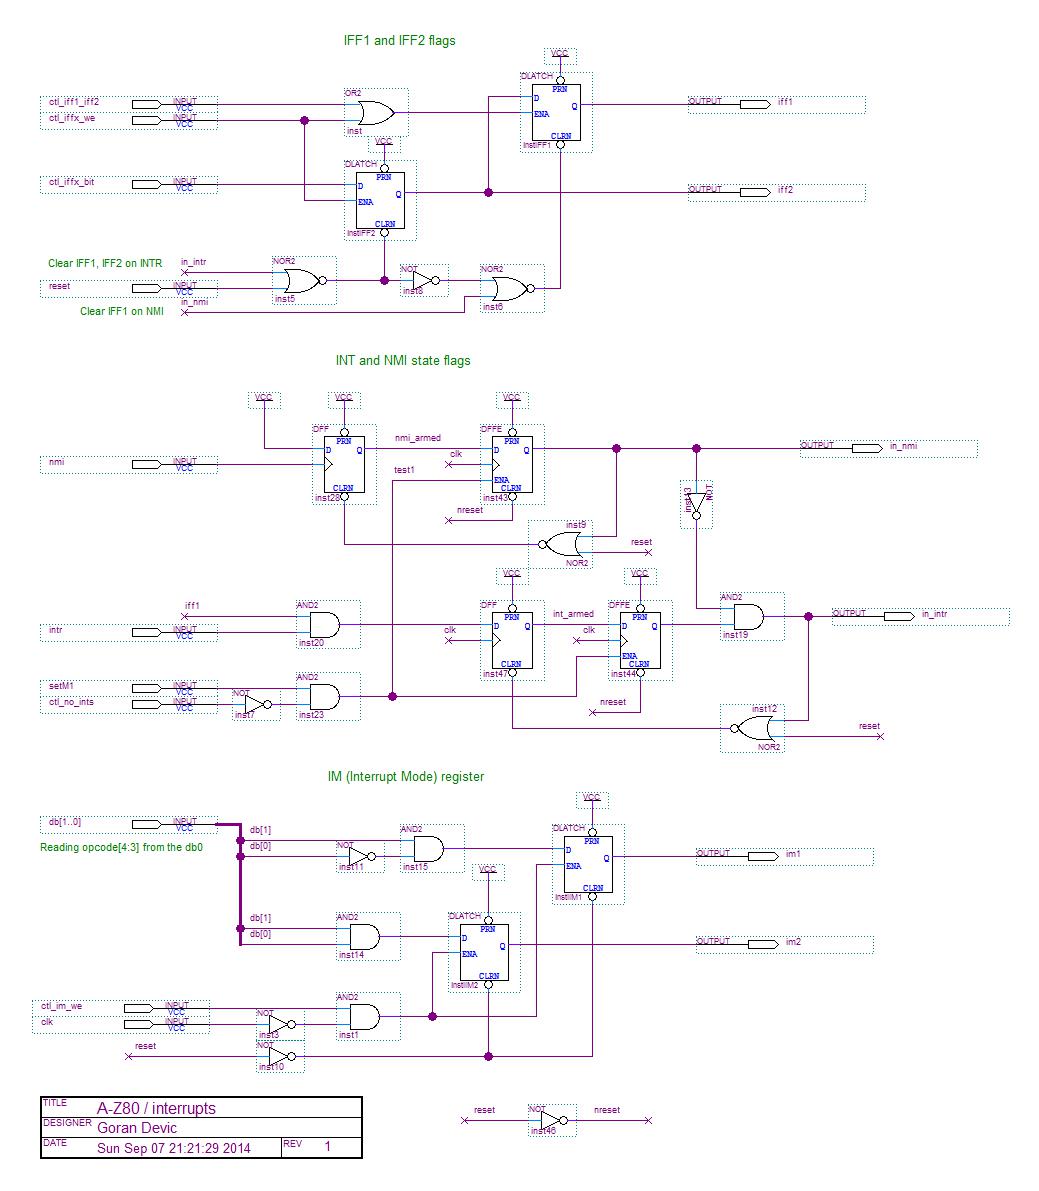 IFF1 and IFF2 flags
VCC
DLATCH
PRN
D
Q
ENA
CLRN
instIFF1
ctl_iff1_iff2
INPUT
VCC
ctl_iffx_we
INPUT
VCC
OR2
inst
OUTPUT
iff1
VCC
DLATCH
PRN
D
Q
ENA
CLRN
instIFF2
ctl_iffx_bit
INPUT
VCC
OUTPUT
iff2
Clear IFF1, IFF2 on INTR
in_intr
NOR2
inst5
reset
INPUT
VCC
NOT
inst8
NOR2
inst6
in_nmi
Clear IFF1 on NMI
INT and NMI state flags
VCC
VCC
VCC
DFF
PRN
D
Q
CLRN
inst28
nmi_armed
DFFE
PRN
D
Q
ENA
CLRN
inst43
clk
test1
nreset
nmi
INPUT
VCC
OUTPUT
in_nmi
inst13
NOT
inst9
NOR2
reset
VCC
VCC
iff1
intr
INPUT
VCC
AND2
inst20
DFF
PRN
D
Q
CLRN
inst47
clk
int_armed
DFFE
PRN
D
Q
ENA
CLRN
inst44
clk
nreset
AND2
inst19
OUTPUT
in_intr
setM1
INPUT
VCC
ctl_no_ints
INPUT
VCC
NOT
inst7
AND2
inst23
inst12
NOR2
reset
IM (Interrupt Mode) register
db[1..0]
INPUT
VCC
Reading opcode[4:3] from the db0
db[1]
db[0]
NOT
inst11
AND2
inst15
VCC
DLATCH
PRN
D
Q
ENA
CLRN
instIM1
OUTPUT
im1
db[1]
db[0]
AND2
inst14
VCC
DLATCH
PRN
D
Q
ENA
CLRN
instIM2
OUTPUT
im2
ctl_im_we
INPUT
VCC
clk
INPUT
VCC
NOT
inst3
AND2
inst1
reset
NOT
inst10
TITLE A-Z80 / interrupts
DESIGNER Goran Devic
DATE Sun Sep 07 21:21:29 2014 REV 1
reset
NOT
inst46
nreset